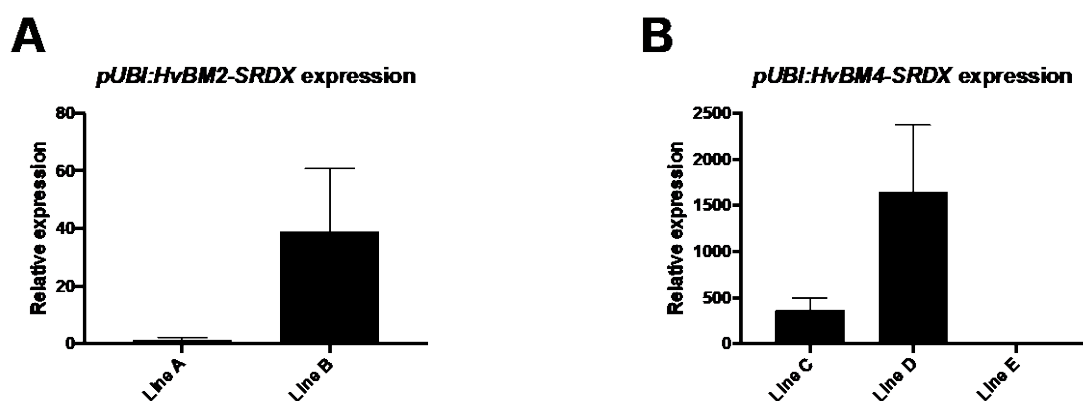 A
pUBI:HvBM2-SRDX expression
Relative expression
80
60
40
20
0
Line A
Line B
B
pUBI:HvBM4-SRDX expression
Relative expression
2500
2000
1500
1000
500
0
Line C
Line D
Line E